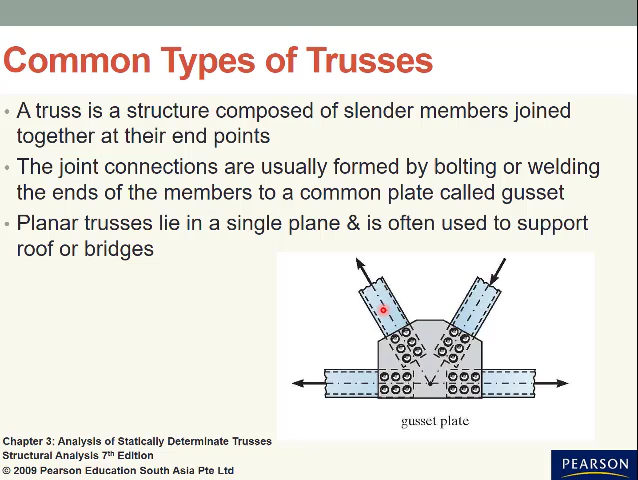 Common Types of Trusses
• A truss is a structure composed of slender members joined
together at their end points
• The joint connections are usually formed by bolting or welding
the ends of the members to a common plate called gusset
• Planar trusses lie in a single plane & is often used to support
roof or bridges
gusset plate
Chapter 3: Analysis of Statically Determinate Trusses
Structural Analysis 7th Edition
© 2009 Pearson Education South Asia Pte Ltd
PEARSON